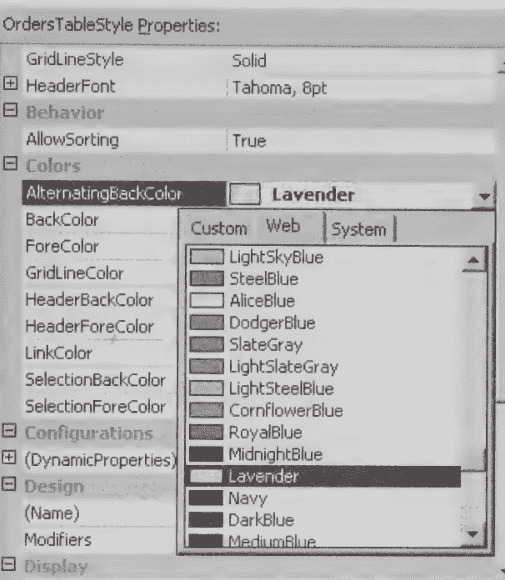 OrdersTableStyle Properties:
GridLineStyle Solid
HeaderFont Tahoma, 8pt
Behavior
AllowSorting True
Colors
AlternatingBackColor Lavender
BackColor Custom Web System
ForeColor LightSkyBlue
SteelBlue
GridLineColor AliceBlue
HeaderBackColor DodgerBlue
HeaderForeColor SlateGray
LinkColor LightSlateGray
SelectionBackColor LightSteelBlue
SelectionForeColor CornflowerBlue
Configurations RoyalBlue
(DynamicProperties) MidnightBlue
Lavender
Design Navy
(Name) DarkBlue
Modifiers MediumBlue
Display